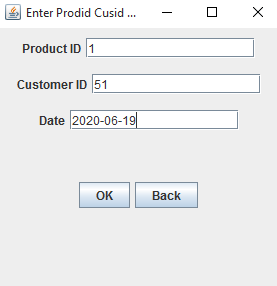 Enter Prodid Cusid ...
Product ID 1
Customer ID 51
Date 2020-06-19
OK Back